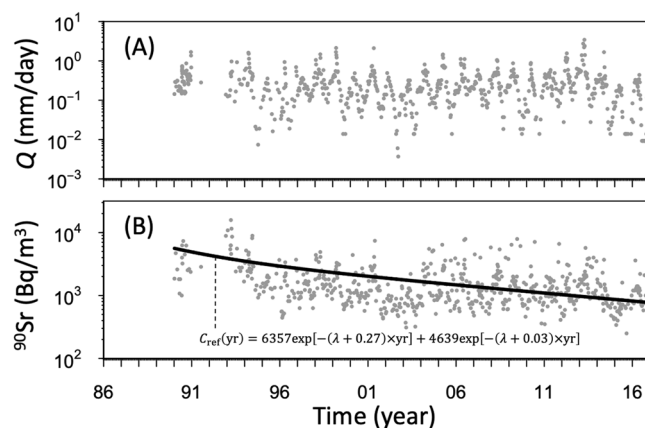 (A)
10¹
10⁰
10⁻¹
10⁻²
10⁻³
Q (mm/day)
(B)
10⁴
10³
10²
⁹⁰Sr (Bq/m³)
C_ref(yr) = 6357exp[−(λ + 0.27)×yr] + 4639exp[−(λ + 0.03)×yr]
86 91 96 01 06 11 16
Time (year)